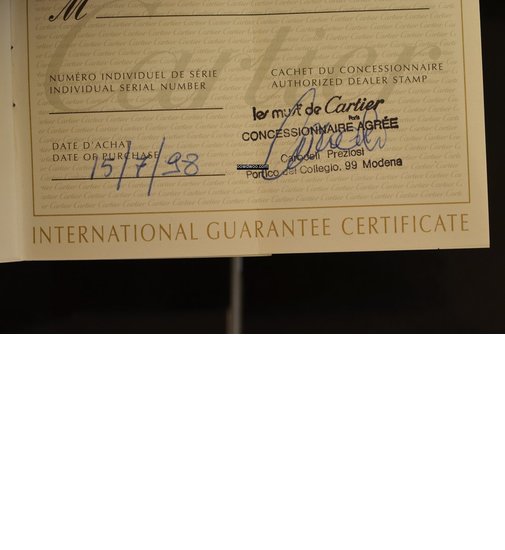 M
NUMÉRO INDIVIDUEL DE SÉRIE
INDIVIDUAL SERIAL NUMBER
CACHET DU CONCESSIONNAIRE
AUTHORIZED DEALER STAMP
les must de Cartier
Paris
CONCESSIONNAIRE AGRÉE
Preziosi
Portico del Collegio, 99 Modena
DATE D'ACHAT
DATE OF PURCHASE
15/7/98
INTERNATIONAL GUARANTEE CERTIFICATE
Cartier